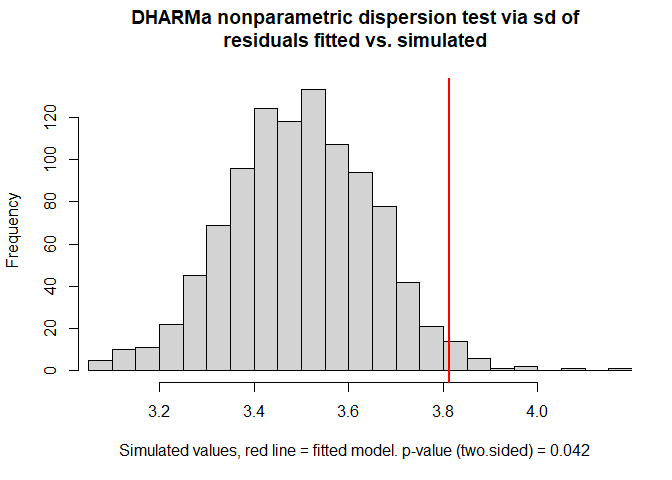 DHARMa nonparametric dispersion test via sd of
residuals fitted vs. simulated
Frequency
0
20
40
60
80
100
120
3.2 3.4 3.6 3.8 4.0
Simulated values, red line = fitted model. p-value (two.sided) = 0.042